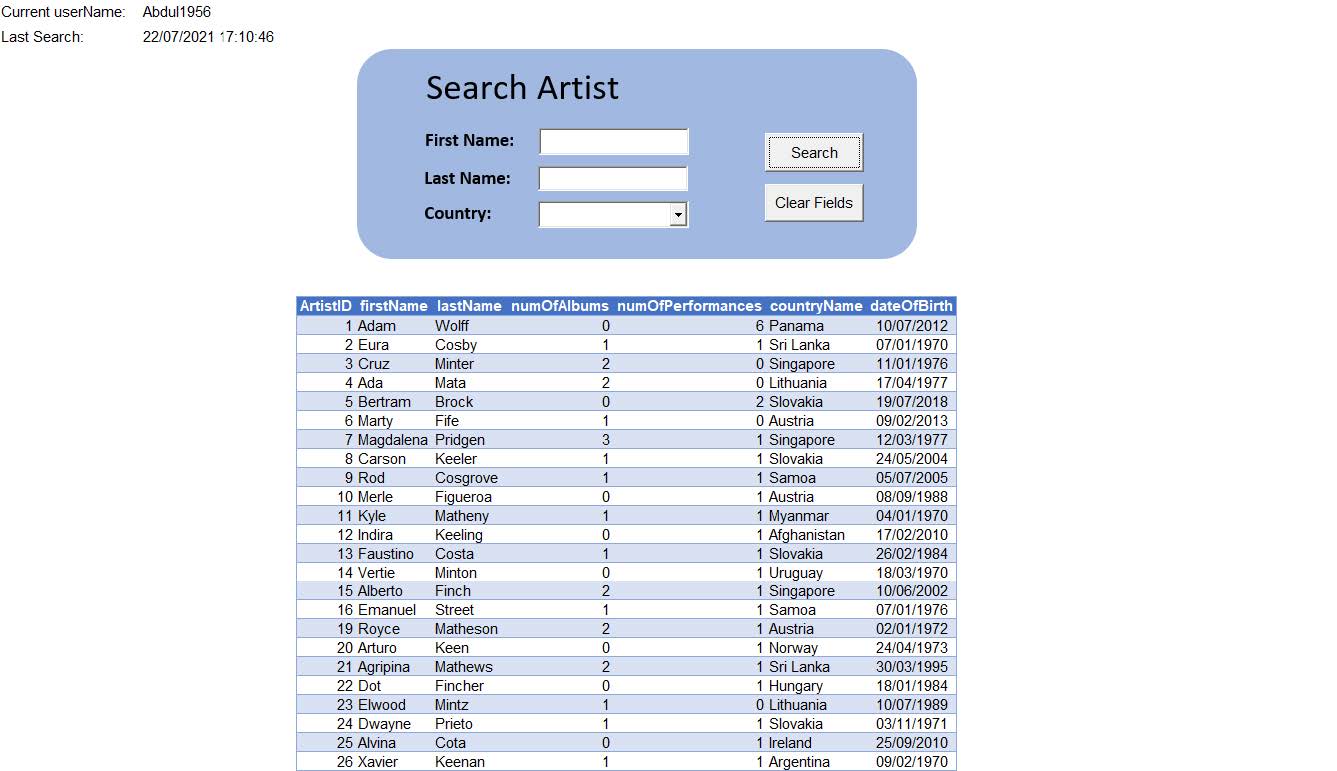 Current userName: Abdul1956
Last Search: 22/07/2021 17:10:46
Search Artist
First Name:
Search
Last Name:
Clear Fields
Country:
ArtistID firstName lastName numOfAlbums numOfPerformances countryName dateOfBirth
1 Adam Wolff 0 6 Panama 10/07/2012
2 Eura Cosby 1 1 Sri Lanka 07/01/1970
3 Cruz Minter 2 0 Singapore 11/01/1976
4 Ada Mata 2 0 Lithuania 17/04/1977
5 Bertram Brock 0 2 Slovakia 19/07/2018
6 Marty Fife 1 0 Austria 09/02/2013
7 Magdalena Pridgen 3 1 Singapore 12/03/1977
8 Carson Keeler 1 1 Slovakia 24/05/2004
9 Rod Cosgrove 1 1 Samoa 05/07/2005
10 Merle Figueroa 0 1 Austria 08/09/1988
11 Kyle Matheny 1 1 Myanmar 04/01/1970
12 Indira Keeling 0 1 Afghanistan 17/02/2010
13 Faustino Costa 1 1 Slovakia 26/02/1984
14 Vertie Minton 0 1 Uruguay 18/03/1970
15 Alberto Finch 2 1 Singapore 10/06/2002
16 Emanuel Street 1 1 Samoa 07/01/1976
19 Royce Matheson 2 1 Austria 02/01/1972
20 Arturo Keen 0 1 Norway 24/04/1973
21 Agripina Mathews 2 1 Sri Lanka 30/03/1995
22 Dot Fincher 0 1 Hungary 18/01/1984
23 Elwood Mintz 1 0 Lithuania 10/07/1989
24 Dwayne Prieto 1 1 Slovakia 03/11/1971
25 Alvina Cota 0 1 Ireland 25/09/2010
26 Xavier Keenan 1 1 Argentina 09/02/1970